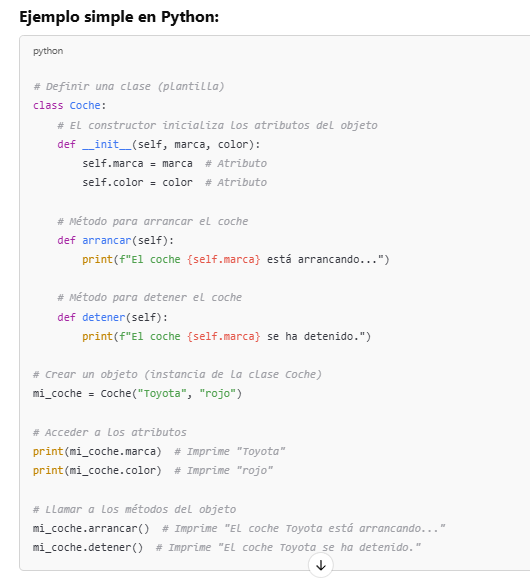 Ejemplo simple en Python:
python
# Definir una clase (plantilla)
class Coche:
    # El constructor inicializa los atributos del objeto
    def __init__(self, marca, color):
        self.marca = marca  # Atributo
        self.color = color  # Atributo
    # Método para arrancar el coche
    def arrancar(self):
        print(f"El coche {self.marca} está arrancando...")
    # Método para detener el coche
    def detener(self):
        print(f"El coche {self.marca} se ha detenido.")
# Crear un objeto (instancia de la clase Coche)
mi_coche = Coche("Toyota", "rojo")
# Acceder a los atributos
print(mi_coche.marca)  # Imprime "Toyota"
print(mi_coche.color)  # Imprime "rojo"
# Llamar a los métodos del objeto
mi_coche.arrancar()  # Imprime "El coche Toyota está arrancando..."
mi_coche.detener()  # Imprime "El coche Toyota se ha detenido."